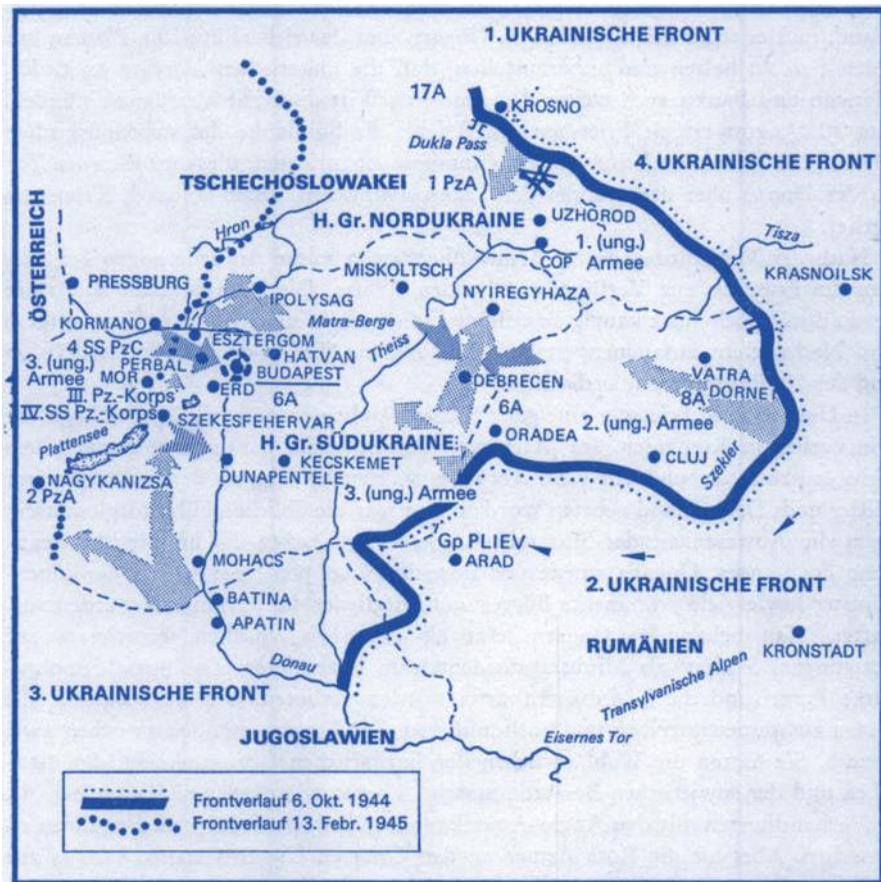 1. UKRAINISCHE FRONT
17A
KROSNO
Dukla Pass
4. UKRAINISCHE FRONT
1 PzA
TSCHECHOSLOWAKEI
ÖSTERREICH
Hron
H. Gr. NORDUKRAINE
UZHÖROD
Tisza
1. (ung.)
COP Armee
MISKOLTSCH
KRASNOILSK
PRESSBURG
IPOLYSAG
NYIREGYHAZA
KORMANO
Matra-Berge
Theiss
ESZTERGOM
4 SS PzC
HATVAN
3. (ung.)
Armee
PERBAL
BUDAPEST
VATRA
DORNET
MOR
ERD
DEBRECEN
8A
III. Pz.-Korps
6A
IV. SS Pz.-Korps
6A
2. (ung.) Armee
SZEKESFEHERVAR
ORADEA
Plattensee
H. Gr. SÜDUKRAINE
CLUJ
Szekler
KECSKEMET
NAGYKANIZSA
DUNAPENTELE
3. (ung.) Armee
2 PzA
Gp PLIEV
MOHACS
ARAD
2. UKRAINISCHE FRONT
BATINA
APATIN
RUMÄNIEN
KRONSTADT
Donau
Transylvanische Alpen
3. UKRAINISCHE FRONT
JUGOSLAWIEN
Eisernes Tor
Frontverlauf 6. Okt. 1944
Frontverlauf 13. Febr. 1945